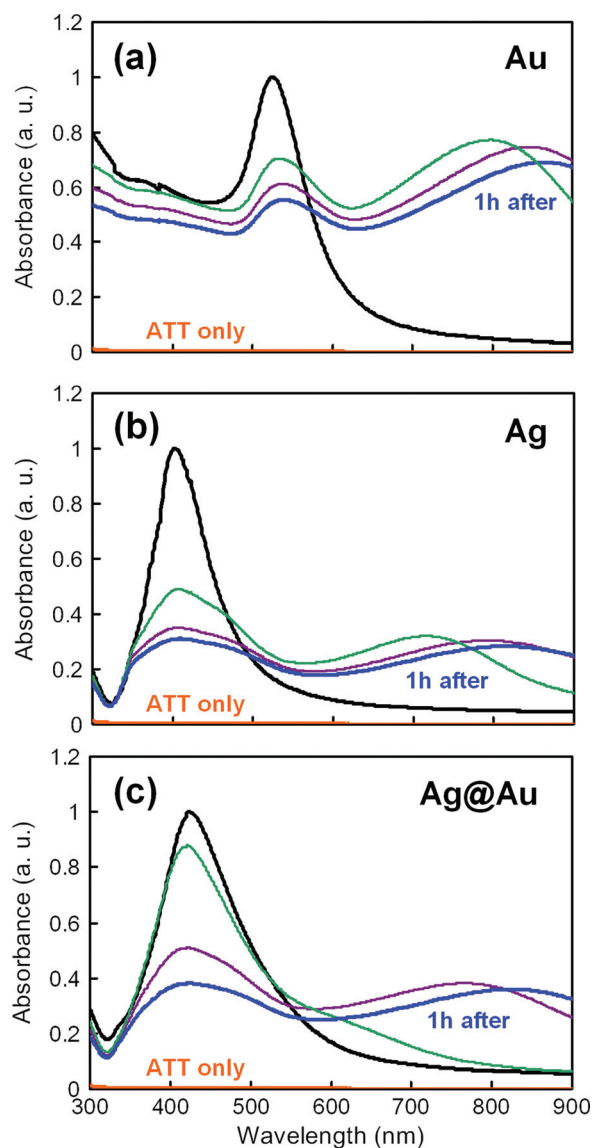 (a)
Au
Absorbance (a. u.)
1.2
1
0.8
0.6
0.4
0.2
0
1h after
ATT only
(b)
Ag
Absorbance (a. u.)
1.2
1
0.8
0.6
0.4
0.2
0
1h after
ATT only
(c)
Ag@Au
Absorbance (a. u.)
1.2
1
0.8
0.6
0.4
0.2
0
1h after
ATT only
300 400 500 600 700 800 900
Wavelength (nm)